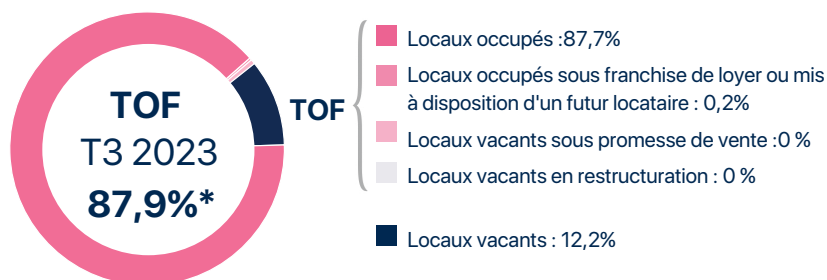 TOF
T3 2023
87,9%*
TOF
Locaux occupés :87,7%
Locaux occupés sous franchise de loyer ou mis
à disposition d'un futur locataire : 0,2%
Locaux vacants sous promesse de vente :0 %
Locaux vacants en restructuration : 0 %
Locaux vacants : 12,2%